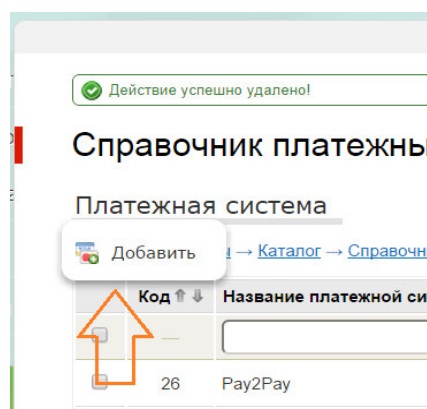 Действие успешно удалено!
Справочник платежны
Платежная система
Добавить
→ Каталог → Справочн
Код ⇑ ⇓ Название платежной си
—
26 Pay2Pay